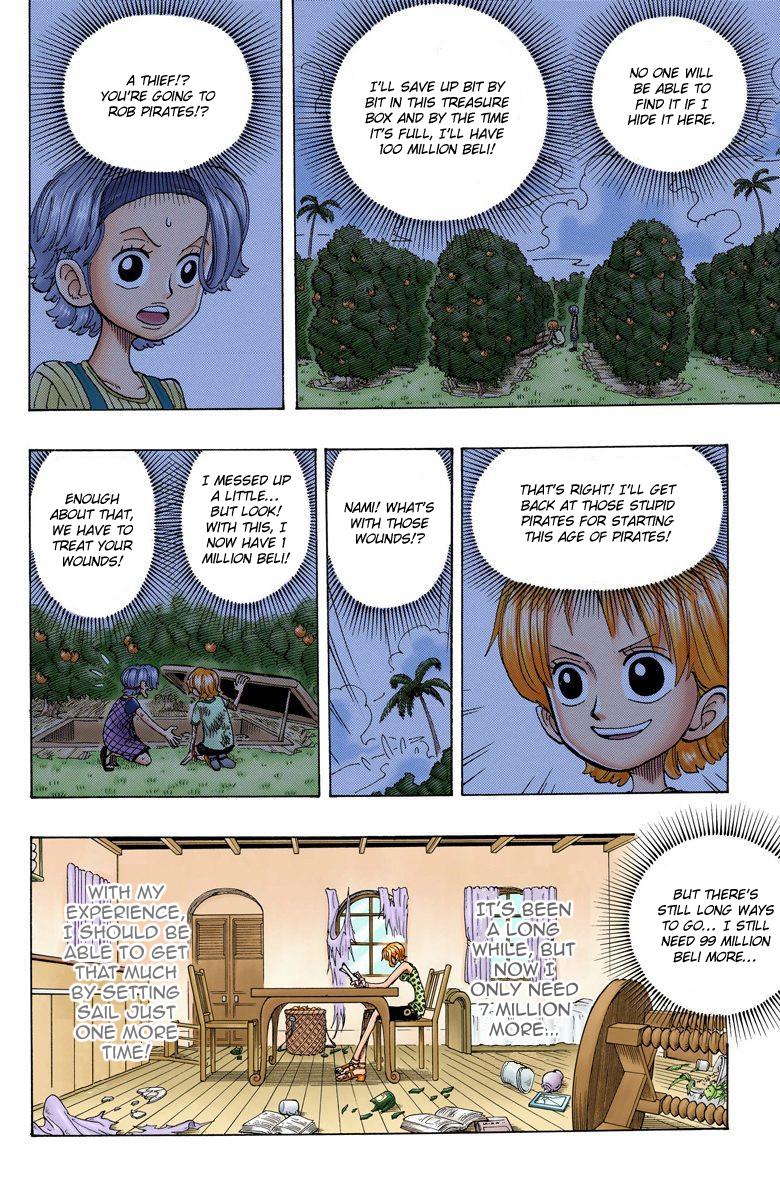 NO ONE WILL
BE ABLE TO
FIND IT IF I
HIDE IT HERE.
I'LL SAVE UP BIT BY
BIT IN THIS TREASURE
BOX AND BY THE TIME
IT'S FULL, I'LL HAVE
100 MILLION BELI!
A THIEF!?
YOU'RE GOING TO
ROB PIRATES!?
THAT'S RIGHT! I'LL GET
BACK AT THOSE STUPID
PIRATES FOR STARTING
THIS AGE OF PIRATES!
NAMI! WHAT'S
WITH THOSE
WOUNDS!?
I MESSED UP
A LITTLE...
BUT LOOK!
WITH THIS, I
NOW HAVE 1
MILLION BELI!
ENOUGH
ABOUT THAT,
WE HAVE TO
TREAT YOUR
WOUNDS!
BUT THERE'S
STILL LONG WAYS
TO GO... I STILL
NEED 99 MILLION
BELI MORE...
IT'S BEEN
A LONG
WHILE, BUT
NOW I
ONLY NEED
7 MILLION
MORE...
WITH MY
EXPERIENCE,
I SHOULD BE
ABLE TO GET
THAT MUCH
BY SETTING
SAIL JUST
ONE MORE
TIME!